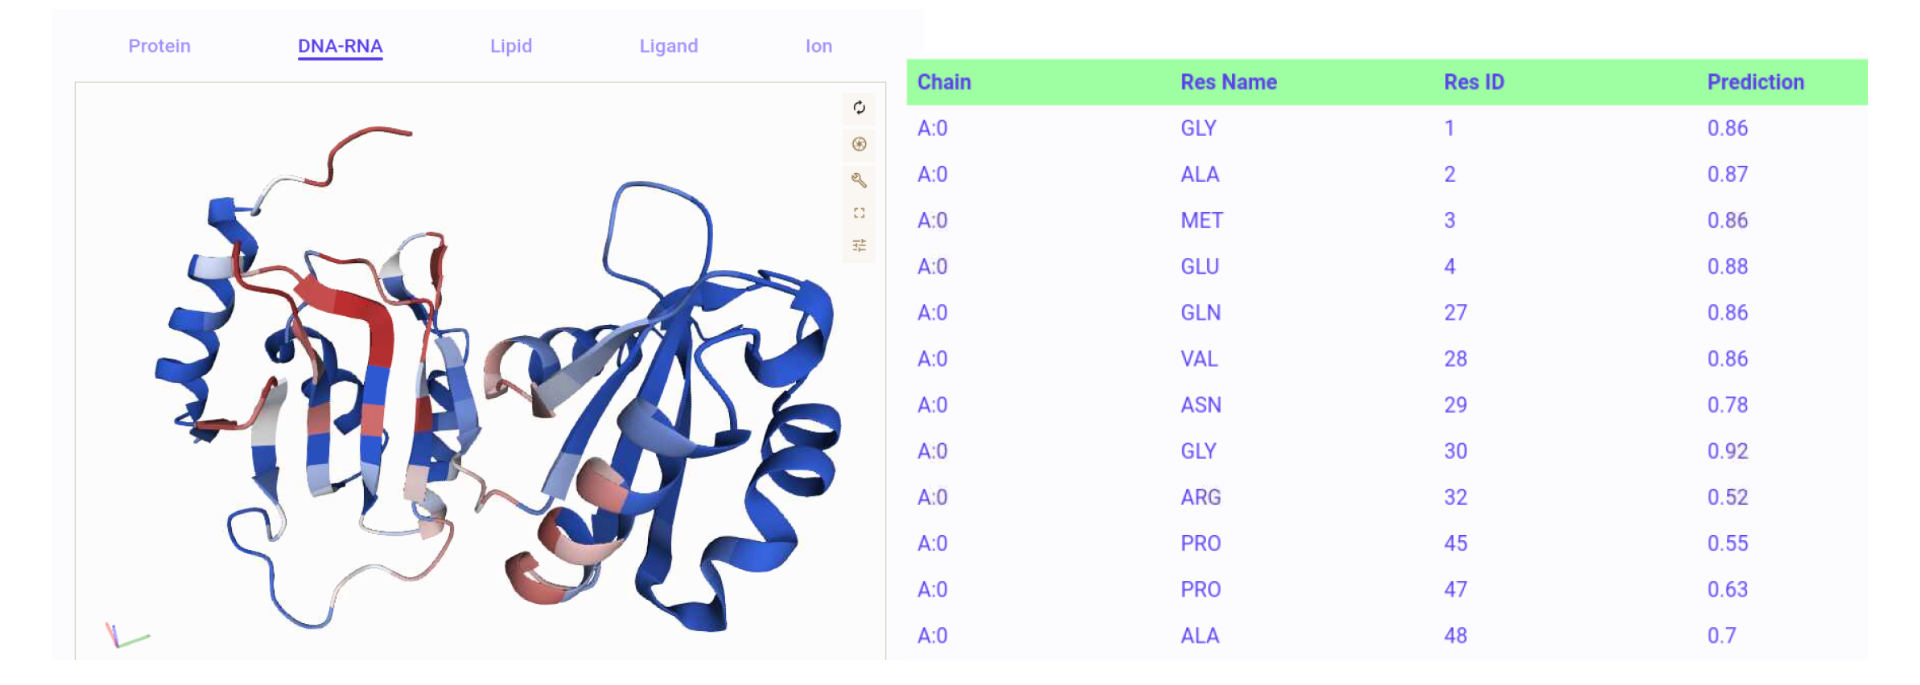 Protein DNA-RNA Lipid Ligand Ion
Chain Res Name Res ID Prediction
A:0 GLY 1 0.86
A:0 ALA 2 0.87
A:0 MET 3 0.86
A:0 GLU 4 0.88
A:0 GLN 27 0.86
A:0 VAL 28 0.86
A:0 ASN 29 0.78
A:0 GLY 30 0.92
A:0 ARG 32 0.52
A:0 PRO 45 0.55
A:0 PRO 47 0.63
A:0 ALA 48 0.7